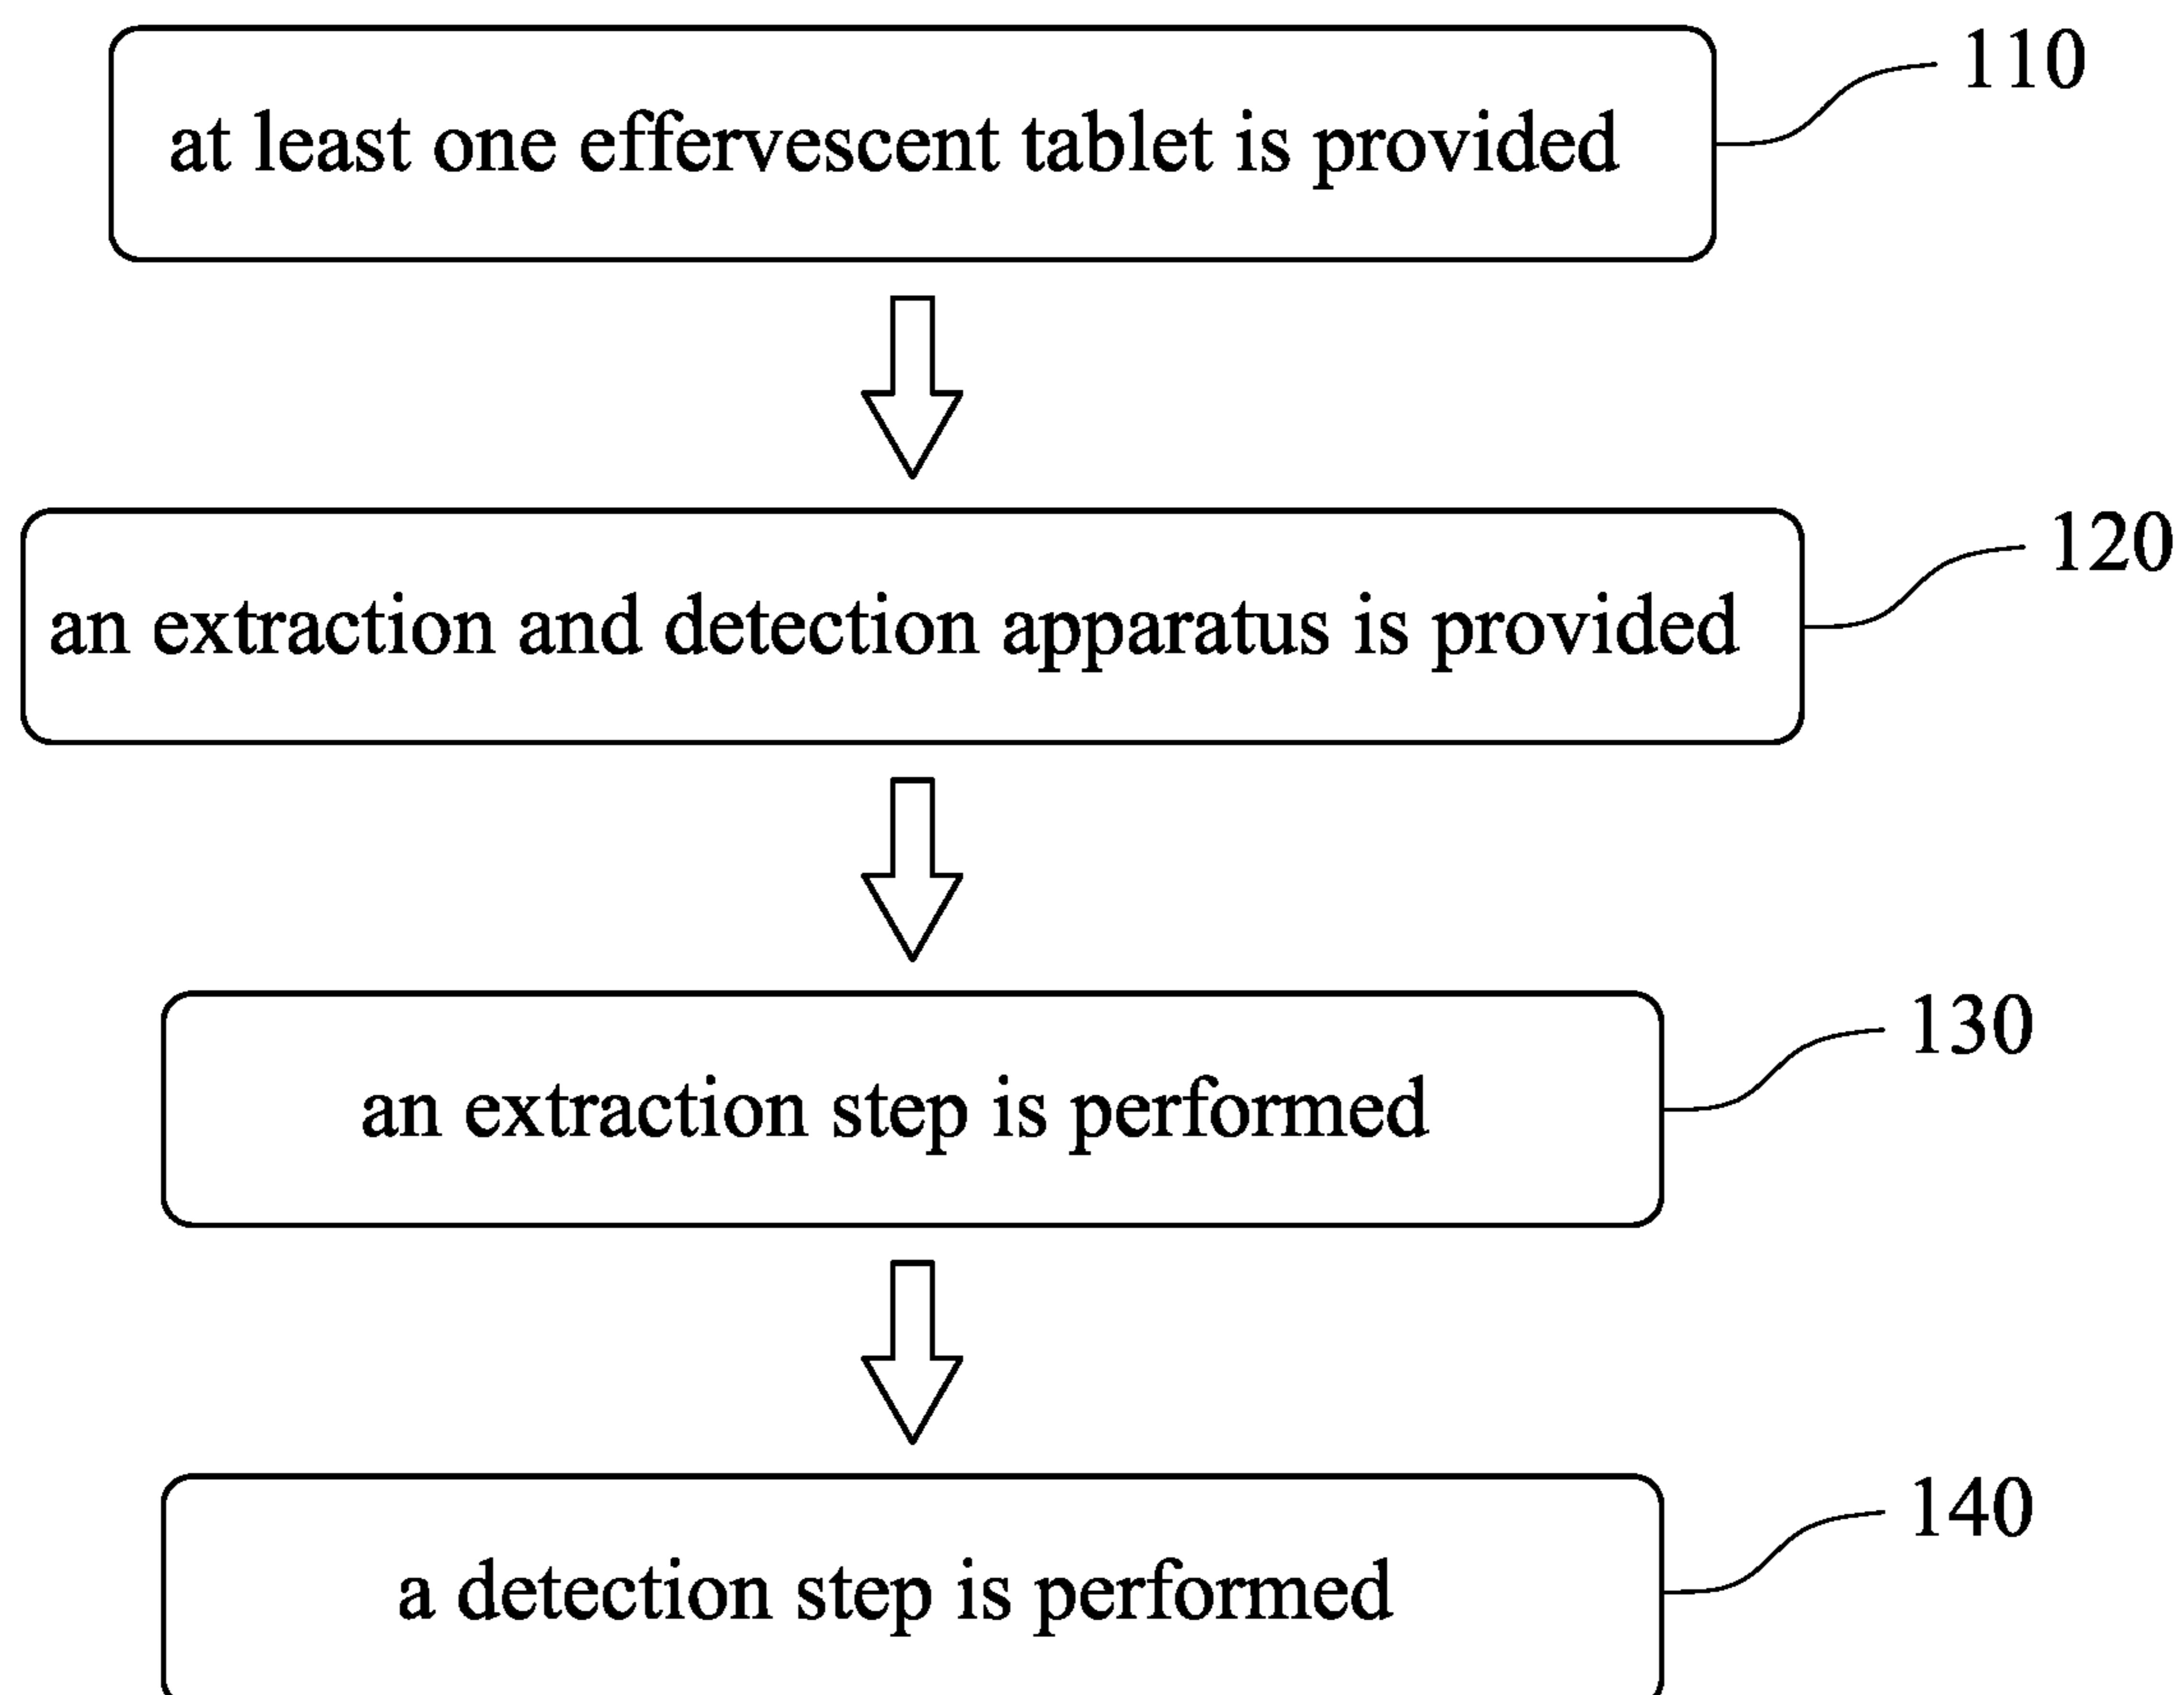 at least one effervescent tablet is provided
110
an extraction and detection apparatus is provided
120
an extraction step is performed
130
a detection step is performed
140